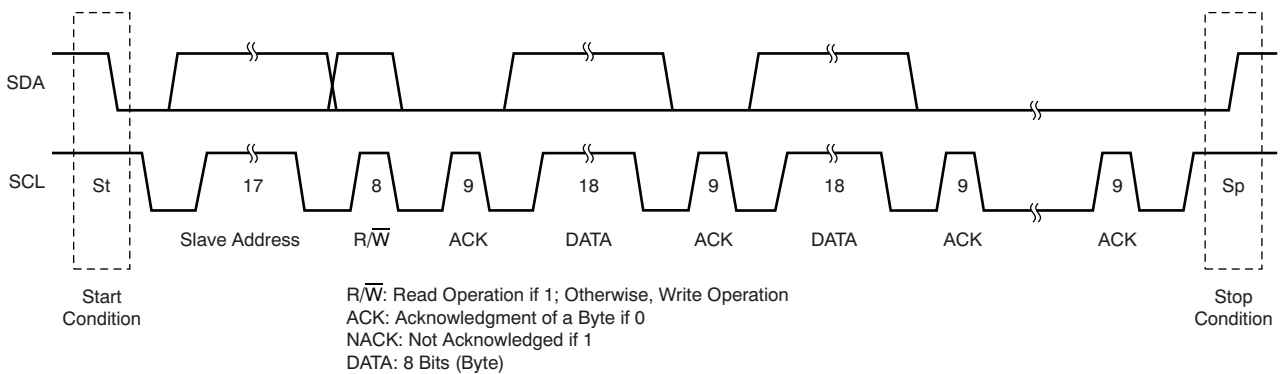 SDA
SCL
St 17 8 9 18 9 18 9 9 Sp
Slave Address R/W̅ ACK DATA ACK DATA ACK ACK
Start
Condition
Stop
Condition
R/W̅: Read Operation if 1; Otherwise, Write Operation
ACK: Acknowledgment of a Byte if 0
NACK: Not Acknowledged if 1
DATA: 8 Bits (Byte)